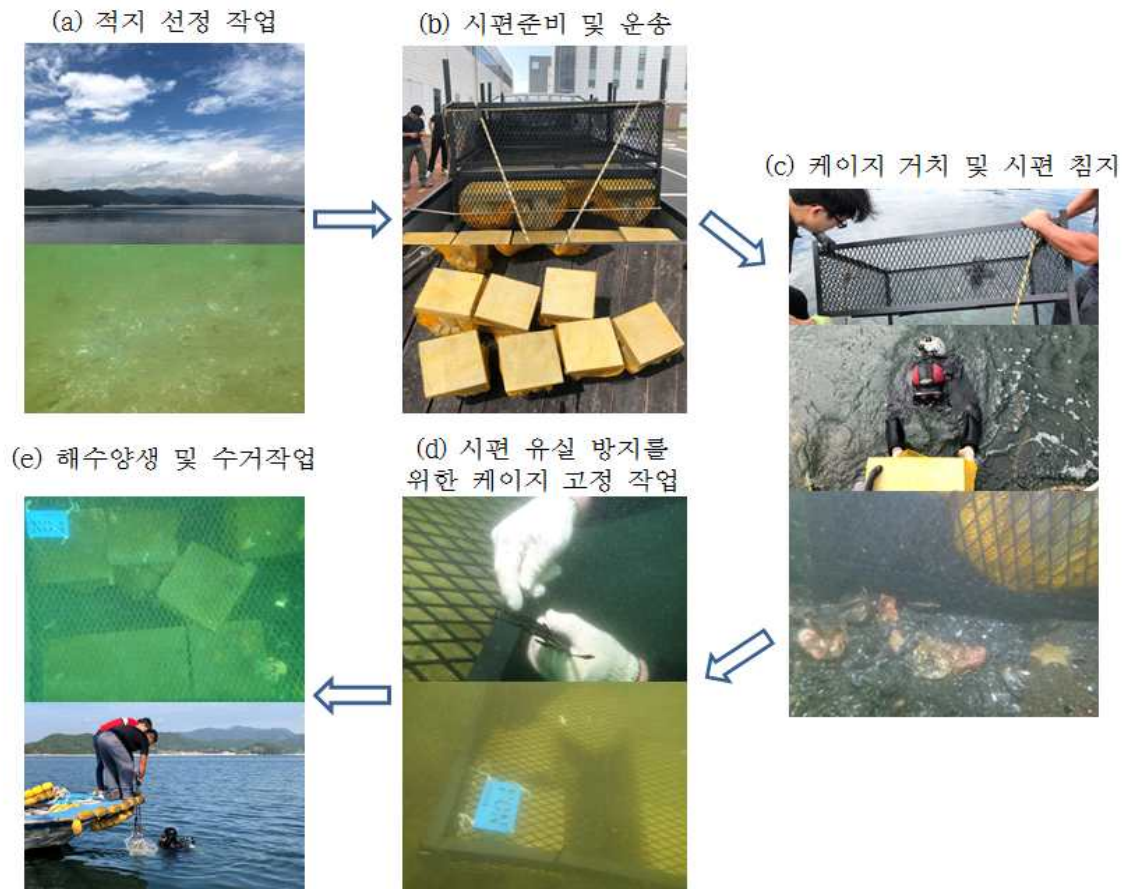 (a) 적지 선정 작업
(b) 시편준비 및 운송
(c) 케이지 거치 및 시편 침지
(d) 시편 유실 방지를
위한 케이지 고정 작업
(e) 해수양생 및 수거작업